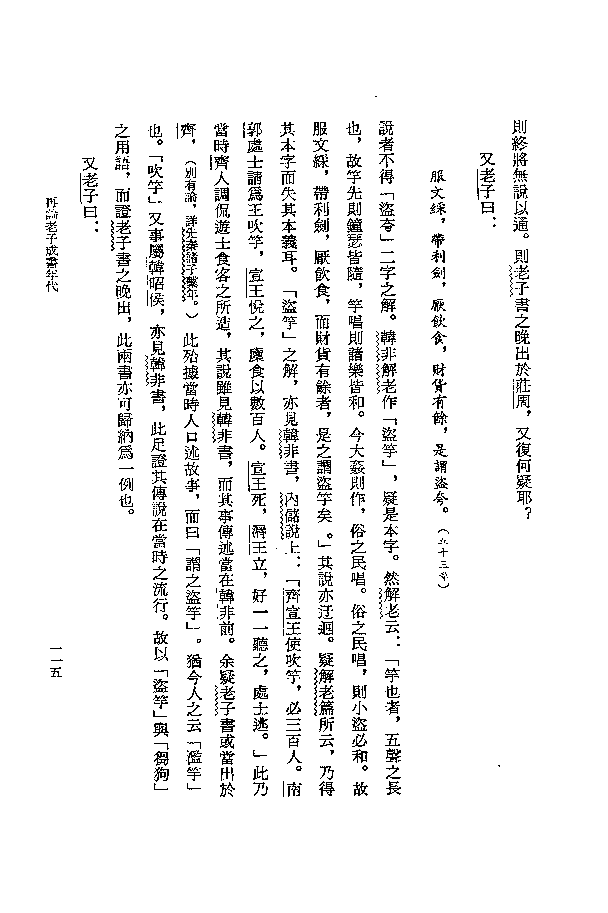 則終將無說以通。則老子書之晚出於莊周，又復何疑耶？
又老子曰：
服文綵，帶利劍，厭飲食，財貨有餘，是謂盜夸。（五十三章）
說者不得「盜夸」二字之解。韓非解老作「盜竽」，疑是本字。然解老云：「竽也者，五聲之長
也，故竽先則鐘瑟皆隨，竽唱則諸樂皆和。今大姦則作，俗之民唱。俗之民唱，則小盜必和。故
服文綵，帶利劍，厭飲食，而財貨有餘者，是之謂盜竽矣。」其說亦迂迴。疑解老篇所云，乃得
其本字而失其本義耳。「盜竽」之解，亦見韓非書，內儲說上：「齊宣王使吹竽，必三百人。南
郭處士請爲王吹竽，宣王悅之，廩食以數百人。宣王死，湣王立，好一一聽之，處士逃。」此乃
當時齊人調侃遊士食客之所造，其說雖見韓非書，而其事傳述當在韓非前。余疑老子書或當出於
齊，（別有論，詳先秦諸子繫年。）此殆據當時人口述故事，而曰「謂之盜竽」。猶今人之云「濫竽」
也。「吹竽」又事屬韓昭侯，亦見韓非書，此足證其傳說在當時之流行。故以「盜竽」與「芻狗」
之用語，而證老子書之晚出，此兩書亦可歸納爲一例也。
又老子曰：
再論老子成書年代
一一五